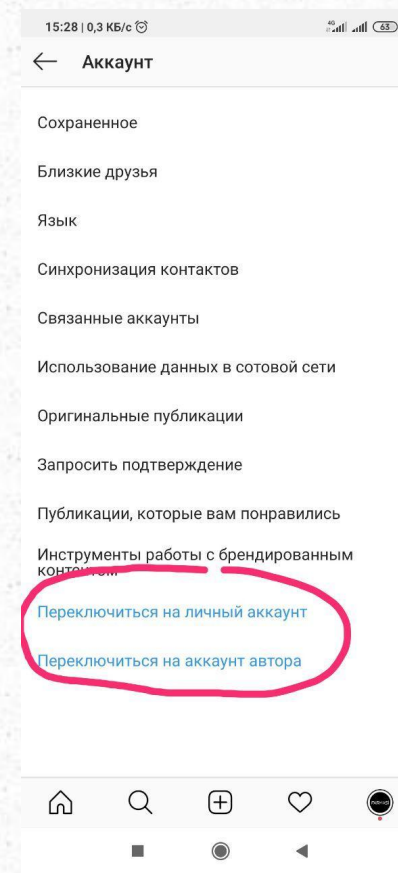 15:28 | 0,3 КБ/с
4G
63
Аккаунт
Сохраненное
Близкие друзья
Язык
Синхронизация контактов
Связанные аккаунты
Использование данных в сотовой сети
Оригинальные публикации
Запросить подтверждение
Публикации, которые вам понравились
Инструменты работы с брендированным
контентом
Переключиться на личный аккаунт
Переключиться на аккаунт автора